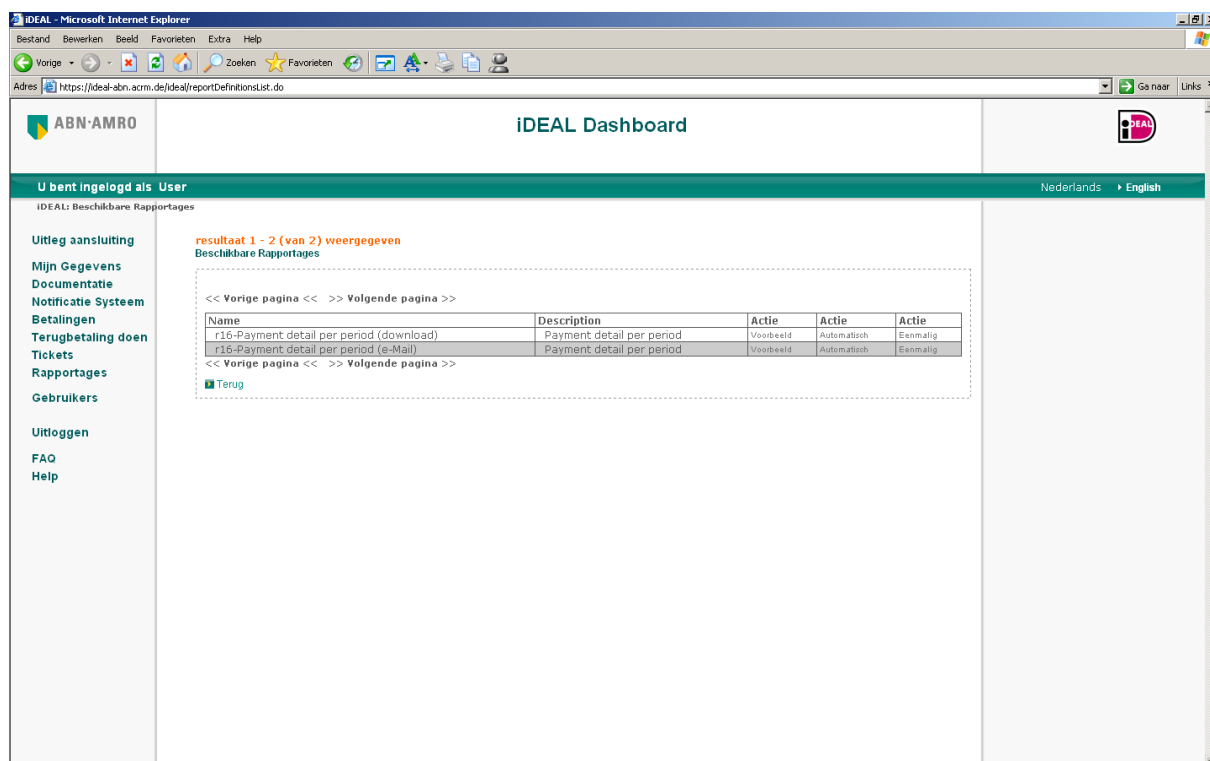 iDEAL - Microsoft Internet Explorer
Bestand Bewerken Beeld Favorieten Extra Help
Vorige Zoeken Favorieten
Adres https://ideal-abn.acrm.de/ideal/reportDefinitionsList.do Ga naar Links
ABN·AMRO
iDEAL Dashboard
iDEAL
U bent ingelogd als User
Nederlands English
iDEAL: Beschikbare Rapportages
Uitleg aansluiting
Mijn Gegevens
Documentatie
Notificatie Systeem
Betalingen
Terugbetaling doen
Tickets
Rapportages
Gebruikers
Uitloggen
FAQ
Help
resultaat 1 - 2 (van 2) weergegeven
Beschikbare Rapportages
<< Vorige pagina << >> Volgende pagina >>
Name Description Actie Actie Actie
r16-Payment detail per period (download) Payment detail per period Voorbeeld Automatisch Eenmalig
r16-Payment detail per period (e-Mail) Payment detail per period Voorbeeld Automatisch Eenmalig
<< Vorige pagina << >> Volgende pagina >>
Terug